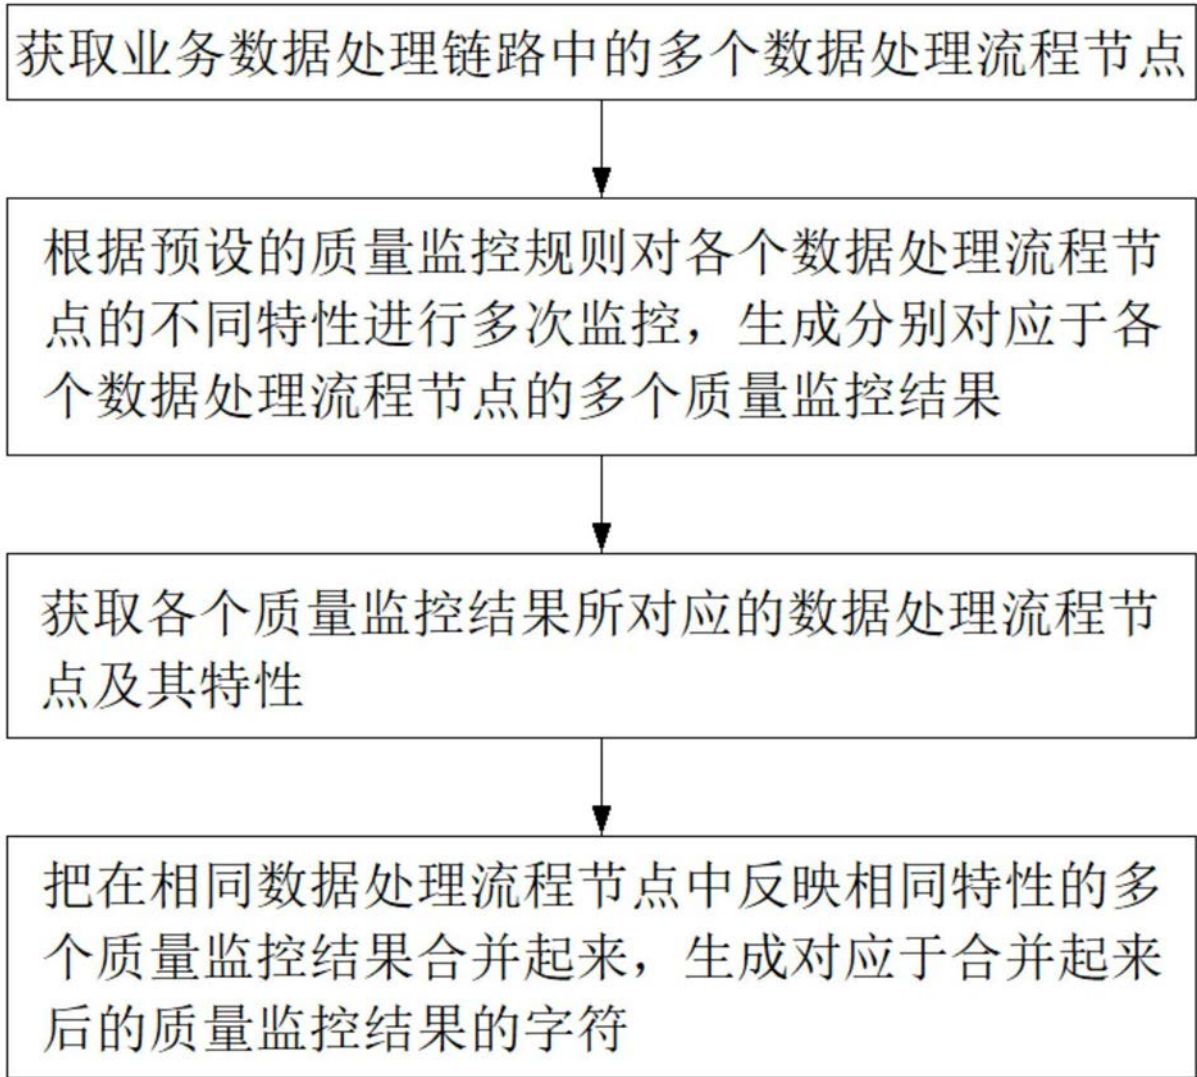 获取业务数据处理链路中的多个数据处理流程节点
根据预设的质量监控规则对各个数据处理流程节
点的不同特性进行多次监控，生成分别对应于各
个数据处理流程节点的多个质量监控结果
获取各个质量监控结果所对应的数据处理流程节
点及其特性
把在相同数据处理流程节点中反映相同特性的多
个质量监控结果合并起来，生成对应于合并起来
后的质量监控结果的字符